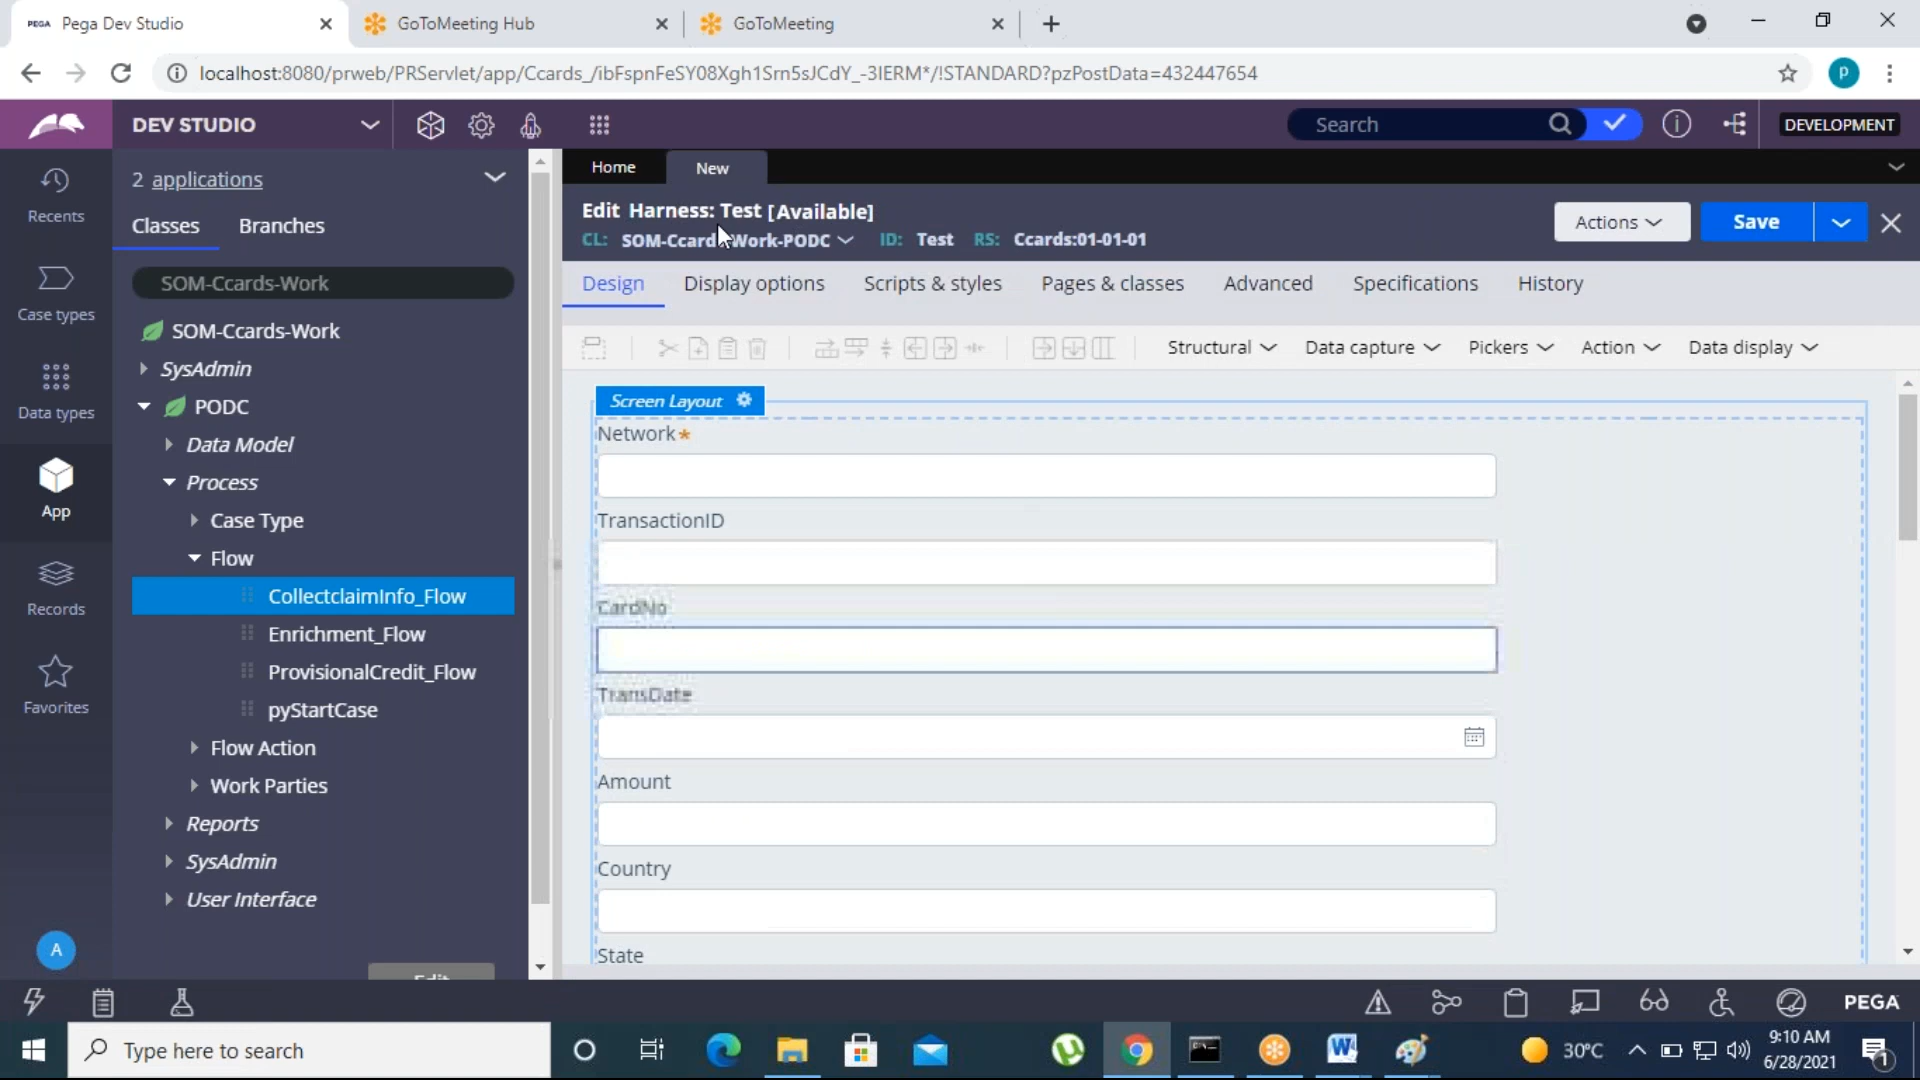 PEGA Pega Dev Studio
GoToMeeting Hub
GoToMeeting
localhost:8080/prweb/PRServlet/app/Ccards_/ibFspnFeSY08Xgh1Srn5sJCdY_-3IERM*/!STANDARD?pzPostData=432447654
P
DEV STUDIO
Search
DEVELOPMENT
Recents
Case types
Data types
App
Records
Favorites
A
2 applications
Classes Branches
SOM-Ccards-Work
SOM-Ccards-Work
SysAdmin
PODC
Data Model
Process
Case Type
Flow
CollectclaimInfo_Flow
Enrichment_Flow
ProvisionalCredit_Flow
pyStartCase
Flow Action
Work Parties
Reports
SysAdmin
User Interface
Edit
Home New
Edit Harness: Test [Available]
CL: SOM-Ccards-Work-PODC ID: Test RS: Ccards:01-01-01
Actions Save
Design Display options Scripts & styles Pages & classes Advanced Specifications History
Structural Data capture Pickers Action Data display
Screen Layout
Network*
TransactionID
CardNo
TransDate
Amount
Country
State
PEGA
Type here to search
30°C
9:10 AM
6/28/2021
1